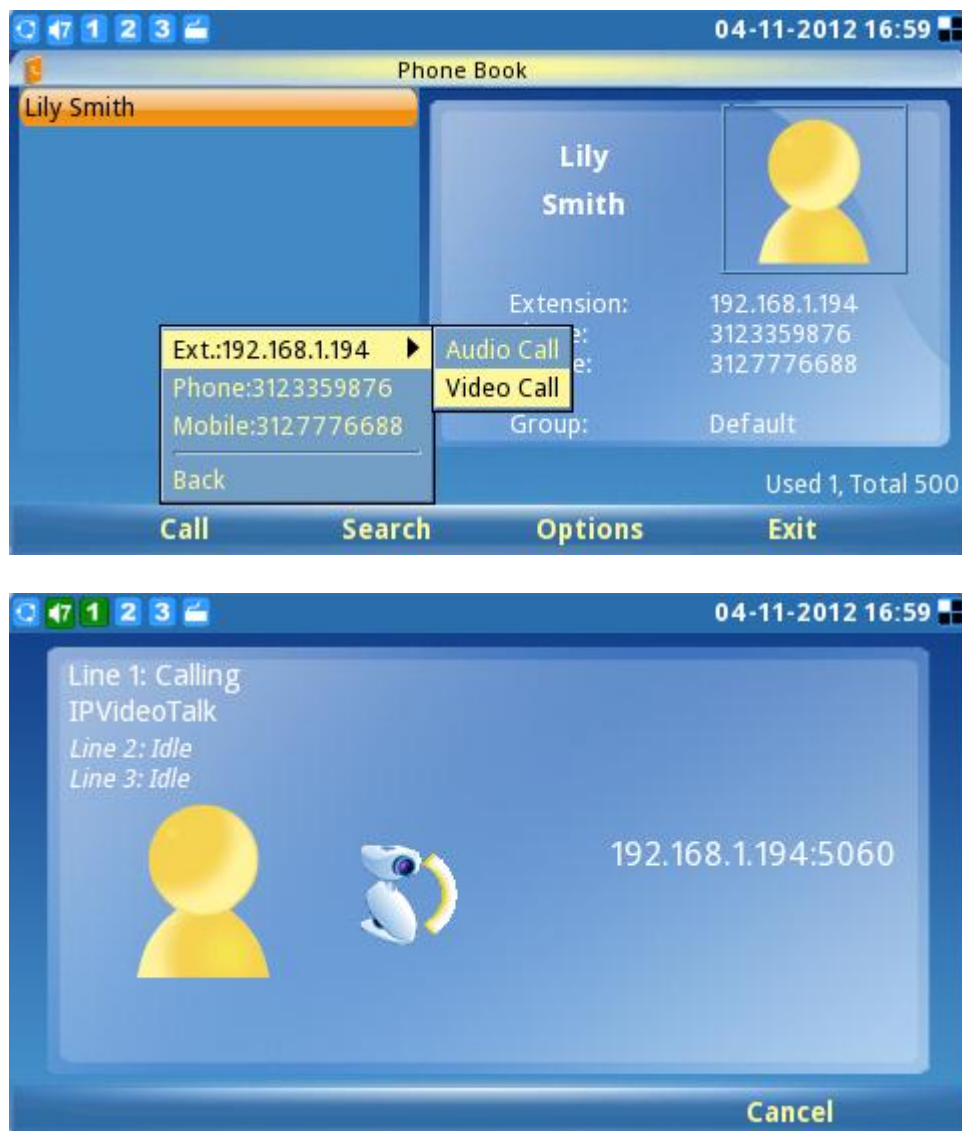 7 1 2 3 04-11-2012 16:59
Phone Book
Lily Smith
Lily
Smith
Extension: 192.168.1.194
e: 3123359876
e: 3127776688
Group: Default
Ext.:192.168.1.194
Phone:3123359876
Mobile:3127776688
Back
Audio Call
Video Call
Used 1, Total 500
Call Search Options Exit
7 1 2 3 04-11-2012 16:59
Line 1: Calling
IPVideoTalk
Line 2: Idle
Line 3: Idle
192.168.1.194:5060
Cancel